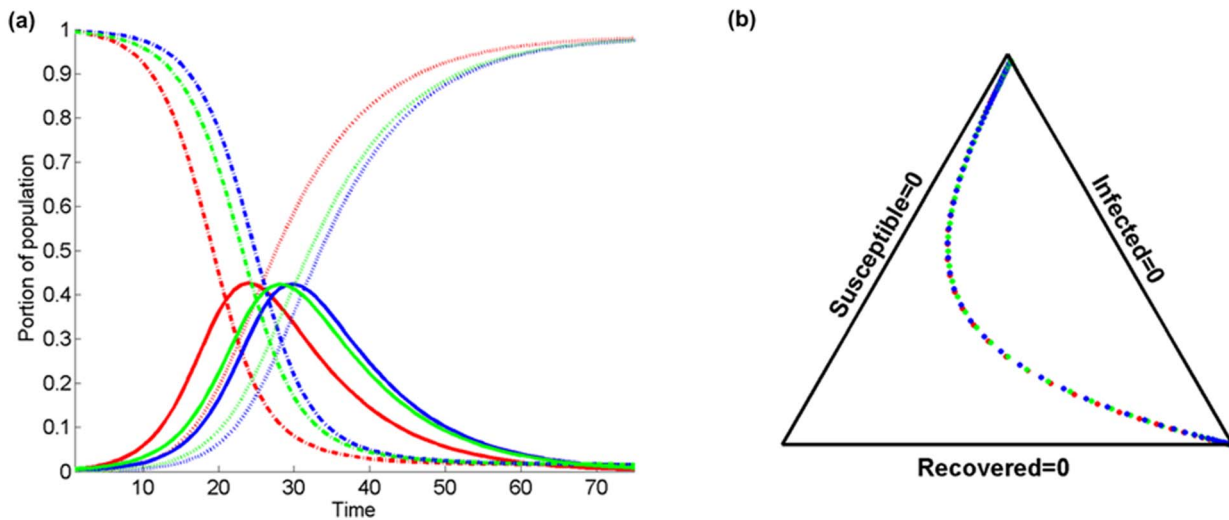 (a)
Portion of population
1
0.9
0.8
0.7
0.6
0.5
0.4
0.3
0.2
0.1
0
10 20 30 40 50 60 70
Time
(b)
Susceptible=0
Infected=0
Recovered=0